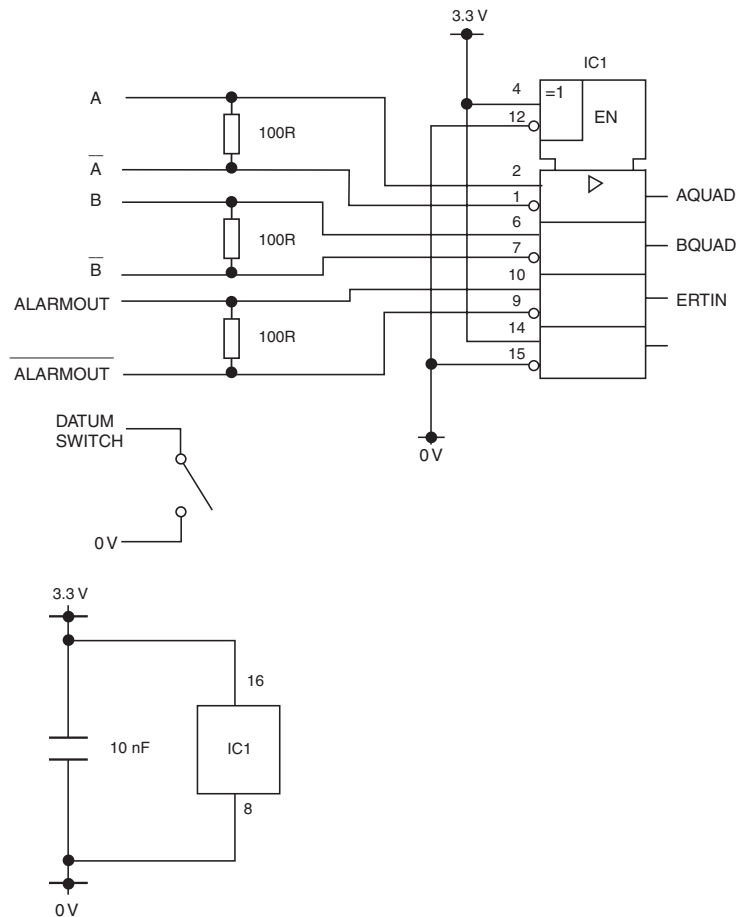 3.3 V
IC1
A
4
=1
100R
12
EN
A̅
2
B
1
AQUAD
6
100R
7
BQUAD
B̅
10
ALARMOUT
9
ERTIN
100R
14
15
A̅L̅A̅R̅M̅O̅U̅T̅
DATUM
SWITCH
0 V
0 V
3.3 V
16
10 nF
IC1
8
0 V